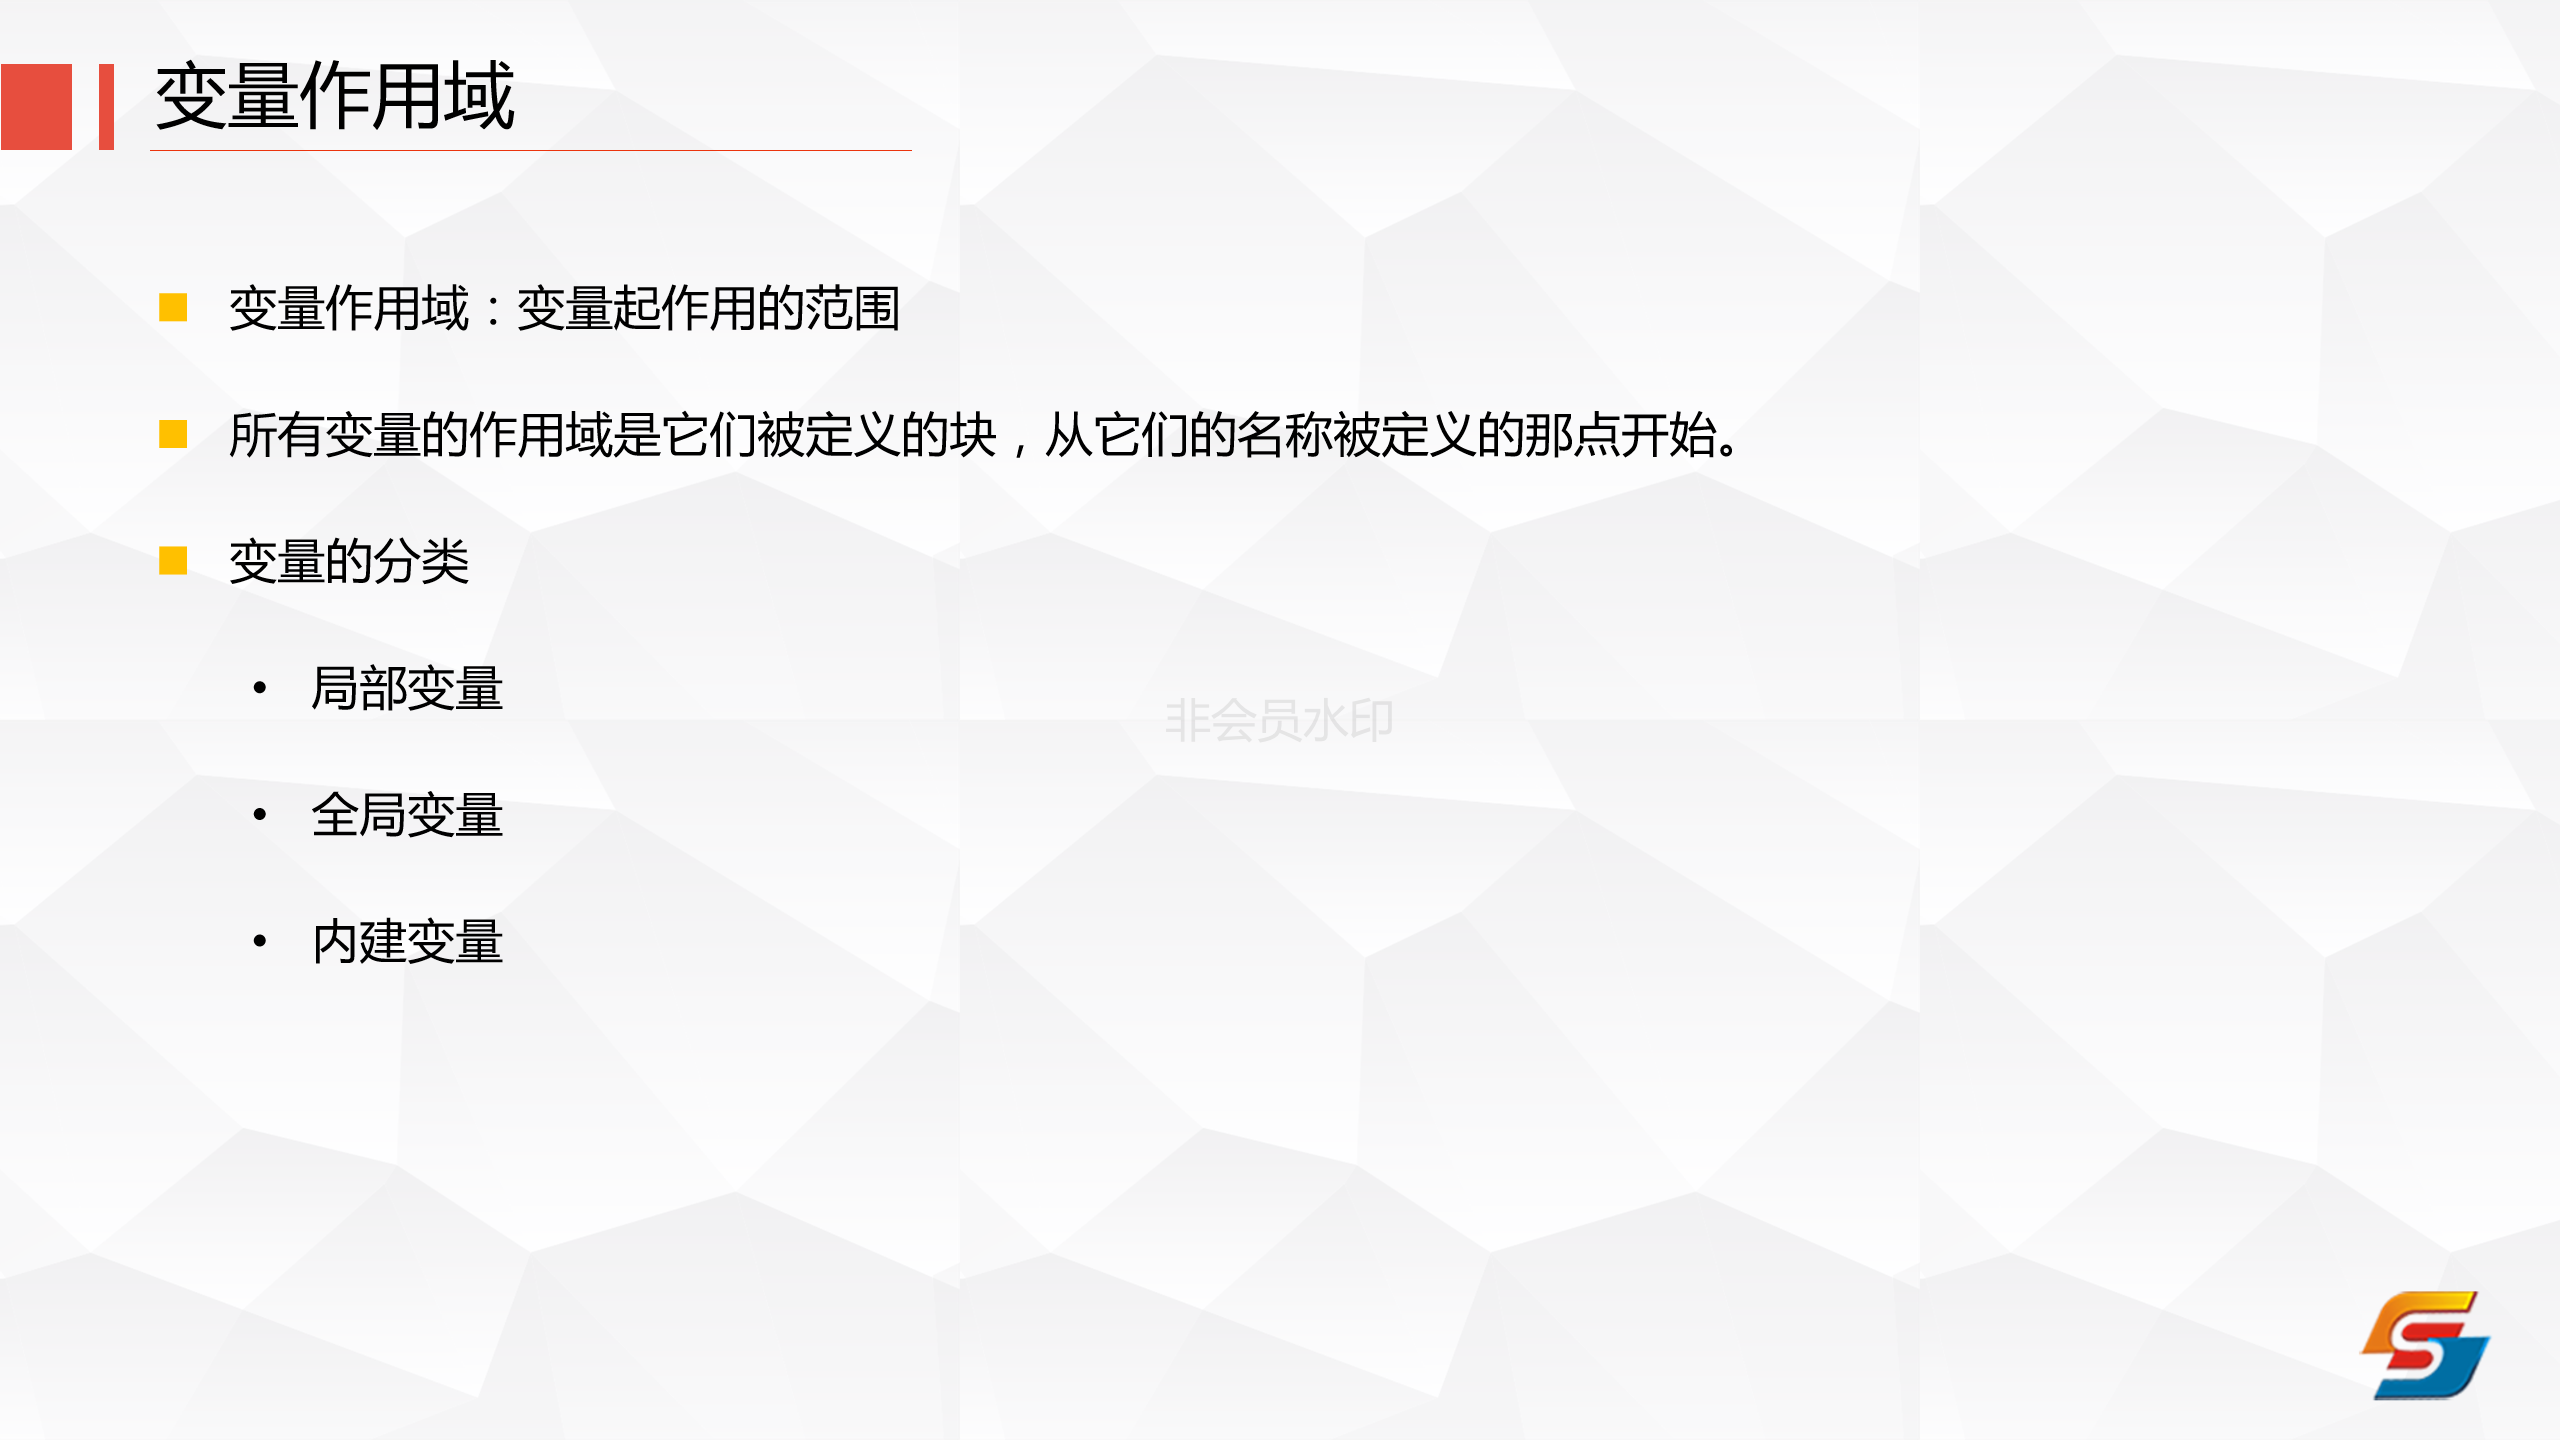 变量作用域
变量作用域：变量起作用的范围
所有变量的作用域是它们被定义的块，从它们的名称被定义的那点开始。
变量的分类
• 局部变量
• 全局变量
• 内建变量
非会员水印